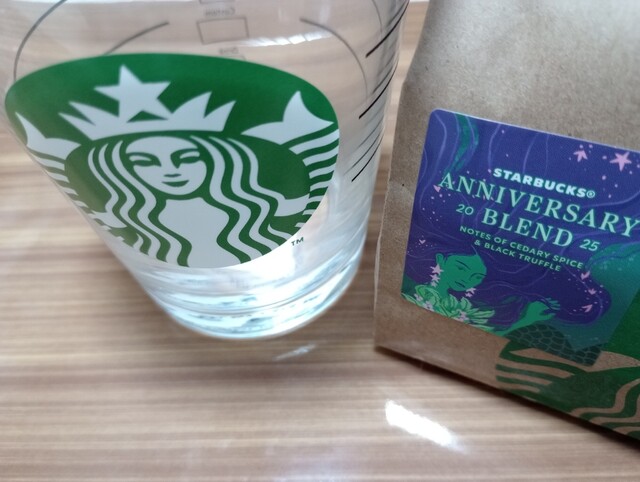 ™
STARBUCKS®
ANNIVERSARY
20 BLEND 25
NOTES OF CEDARY SPICE
& BLACK TRUFFLE